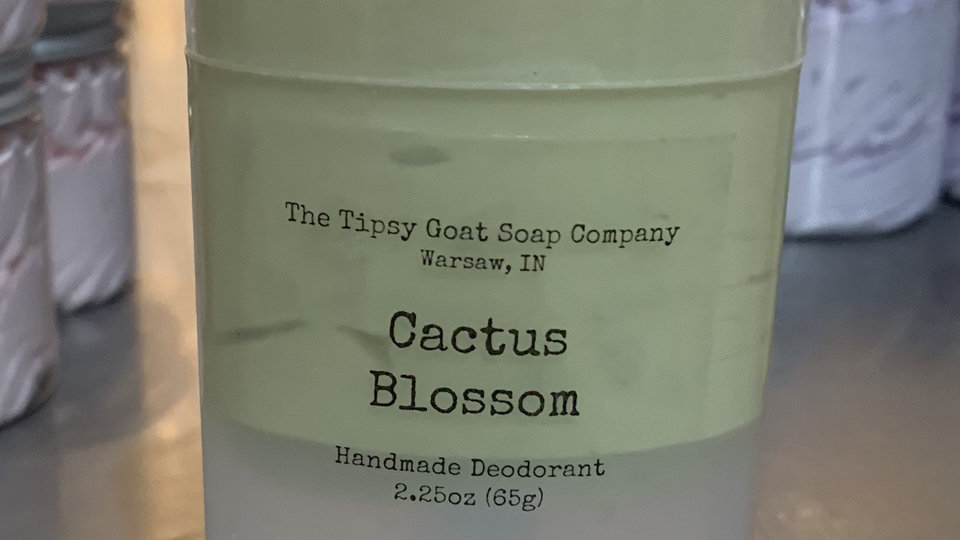 The Tipsy Goat Soap Company
Warsaw, IN
Cactus
Blossom
Handmade Deodorant
2.25oz (65g)